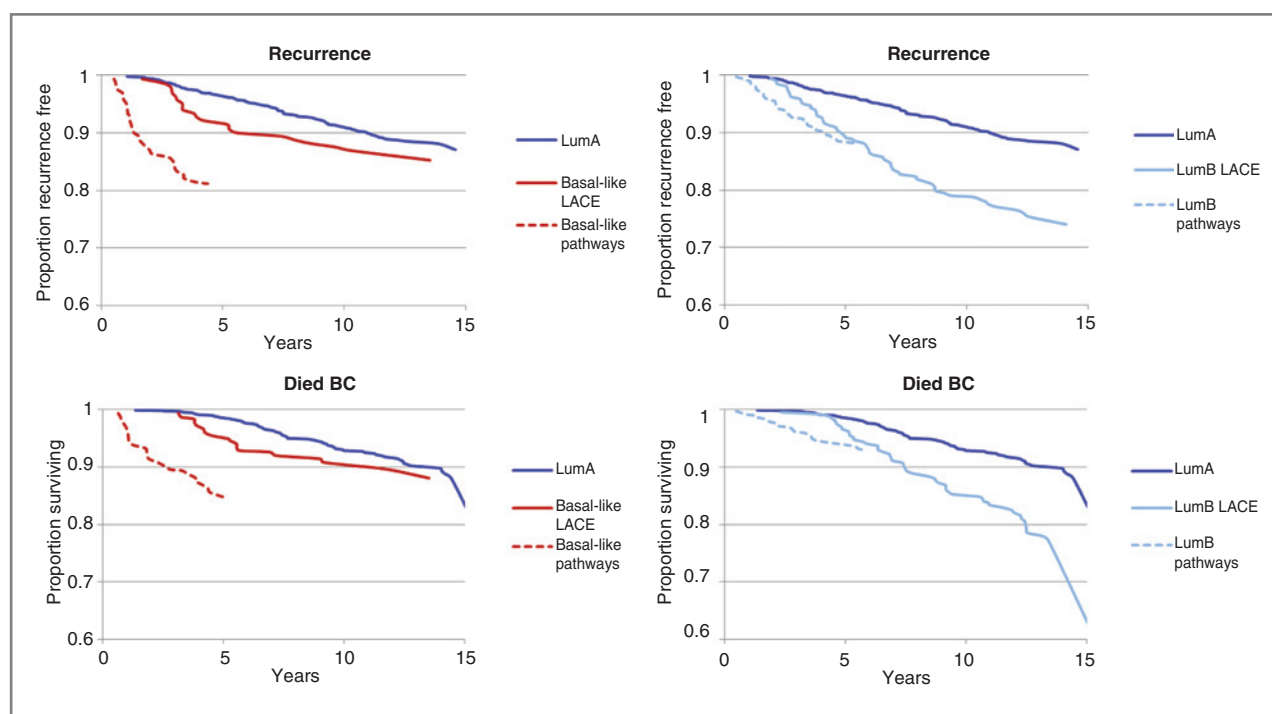 Recurrence
Proportion recurrence free
1
0.9
0.8
0.7
0.6
0
5
10
15
Years
LumA
Basal-like
LACE
Basal-like
pathways
Recurrence
Proportion recurrence free
1
0.9
0.8
0.7
0.6
0
5
10
15
Years
LumA
LumB LACE
LumB
pathways
Died BC
Proportion surviving
1
0.9
0.8
0.7
0.6
0
5
10
15
Years
LumA
Basal-like
LACE
Basal-like
pathways
Died BC
Proportion surviving
1
0.9
0.8
0.7
0.6
0
5
10
15
Years
LumA
LumB LACE
LumB
pathways